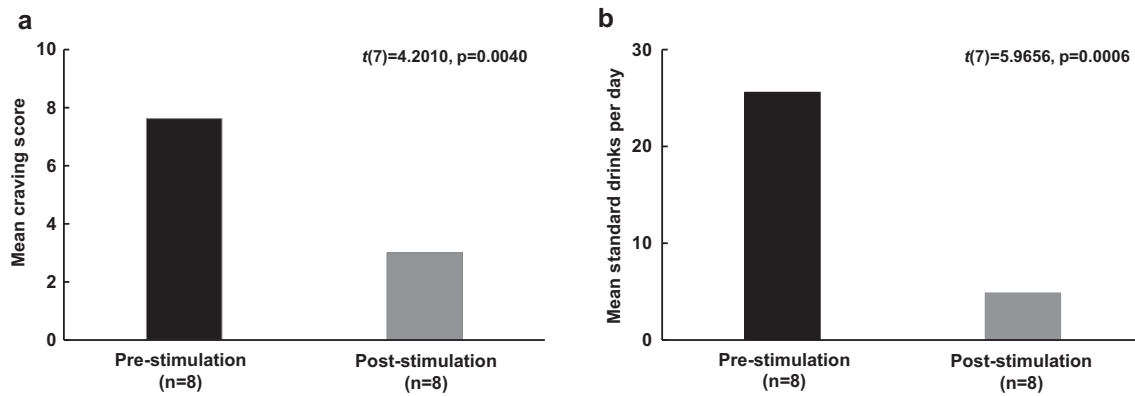 a
t(7)=4.2010, p=0.0040
Mean craving score
10
8
6
4
2
0
Pre-stimulation
(n=8)
Post-stimulation
(n=8)
b
t(7)=5.9656, p=0.0006
Mean standard drinks per day
30
20
10
0
Pre-stimulation
(n=8)
Post-stimulation
(n=8)